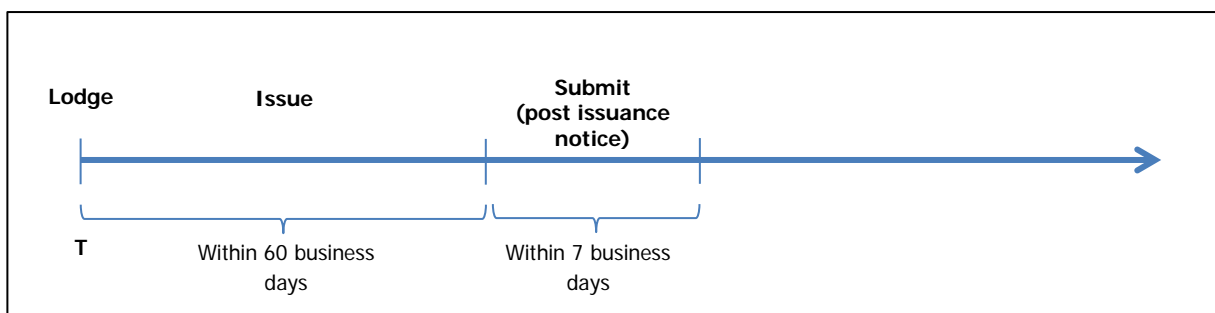 Lodge
Issue
Submit
(post issuance
notice)
T
Within 60 business
days
Within 7 business
days